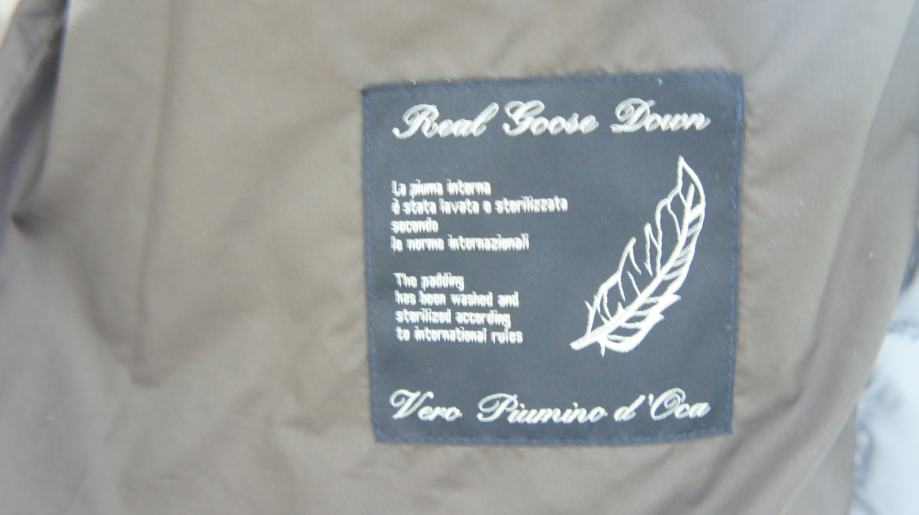 Real Goose Down
La piuma interna
è stata lavata e sterilizzata
secondo
le norme internazionali
The padding
has been washed and
sterilized according
to international rules
Vero Piumino d'Oca